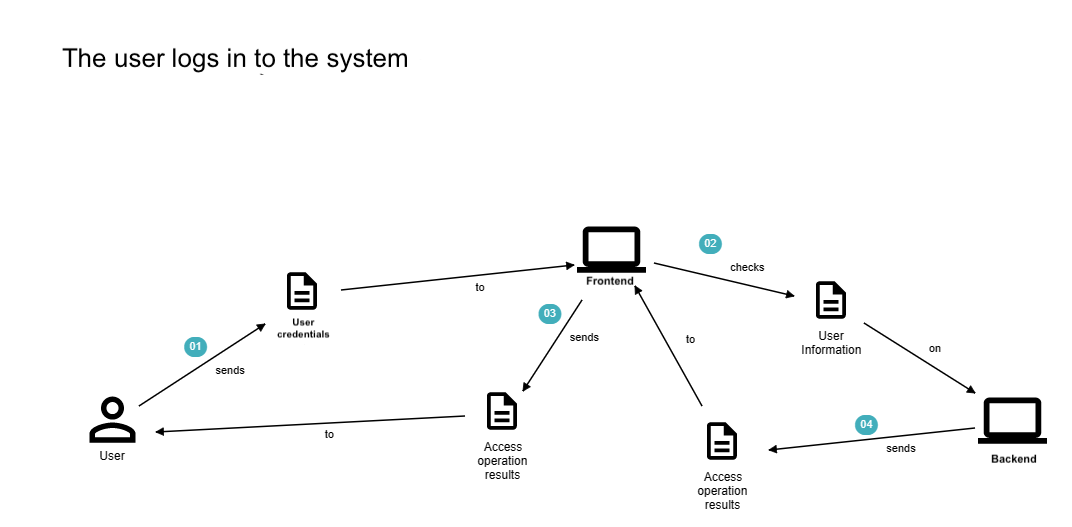 The user logs in to the system
02
checks
Frontend
to
03
sends
User
credentials
01
sends
to
User
Information
on
User
to
Access
operation
results
04
sends
Backend
Access
operation
results